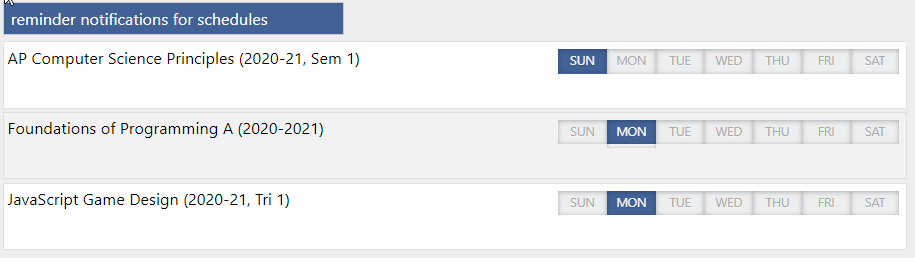 reminder notifications for schedules
AP Computer Science Principles (2020-21, Sem 1) SUN MON TUE WED THU FRI SAT
Foundations of Programming A (2020-2021) SUN MON TUE WED THU FRI SAT
JavaScript Game Design (2020-21, Tri 1) SUN MON TUE WED THU FRI SAT